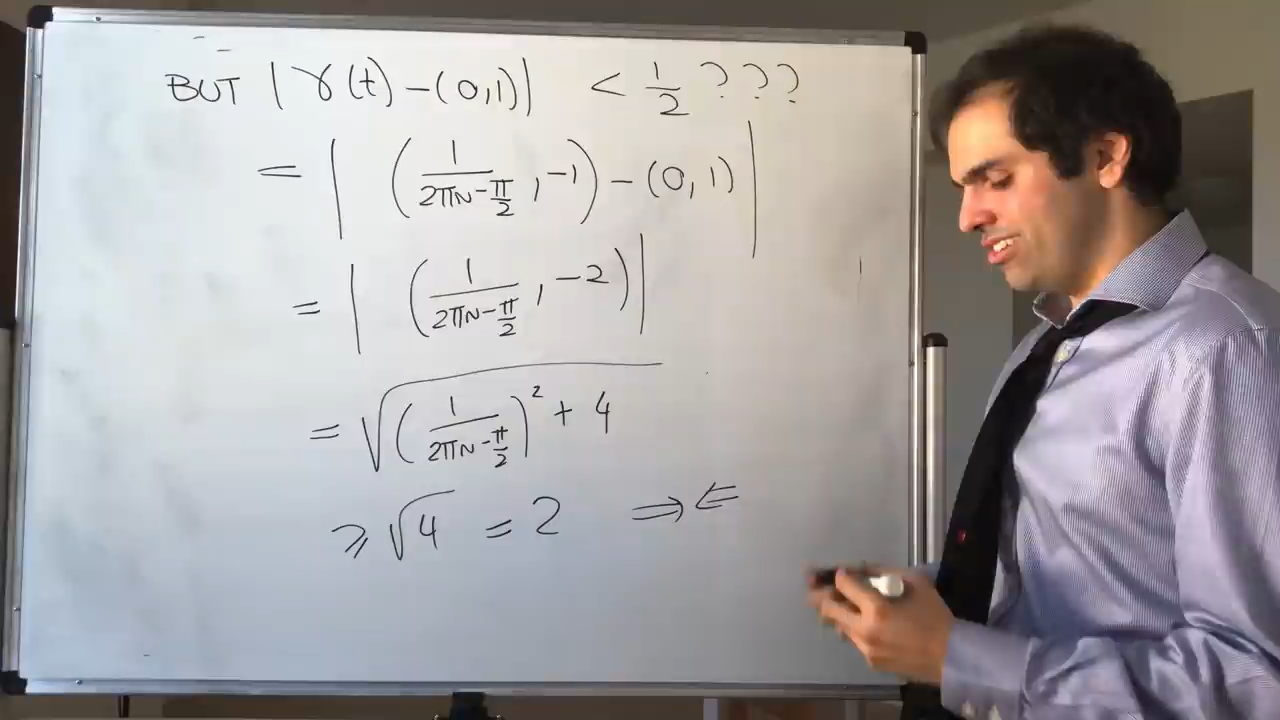 BUT |γ(t) - (0,1)| < 1/2 ???
= | (1/(2πN - π/2), -1) - (0,1) |
= | (1/(2πN - π/2), -2) |
= √((1/(2πN - π/2))² + 4)
≥ √4 = 2 ⇒⇐